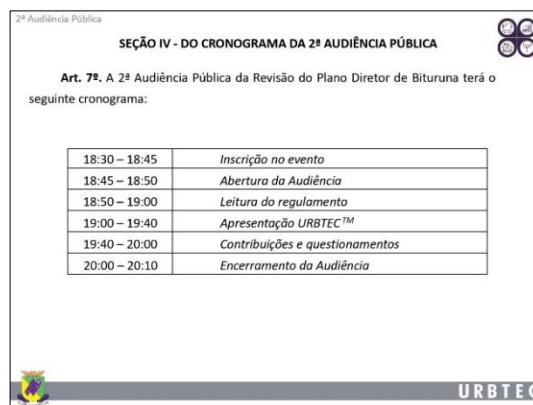 2ª Audiência Pública
SEÇÃO IV - DO CRONOGRAMA DA 2ª AUDIÊNCIA PÚBLICA
Art. 7º. A 2ª Audiência Pública da Revisão do Plano Diretor de Bituruna terá o
seguinte cronograma:
18:30 – 18:45 Inscrição no evento
18:45 – 18:50 Abertura da Audiência
18:50 – 19:00 Leitura do regulamento
19:00 – 19:40 Apresentação URBTEC™
19:40 – 20:00 Contribuições e questionamentos
20:00 – 20:10 Encerramento da Audiência
URBTEC